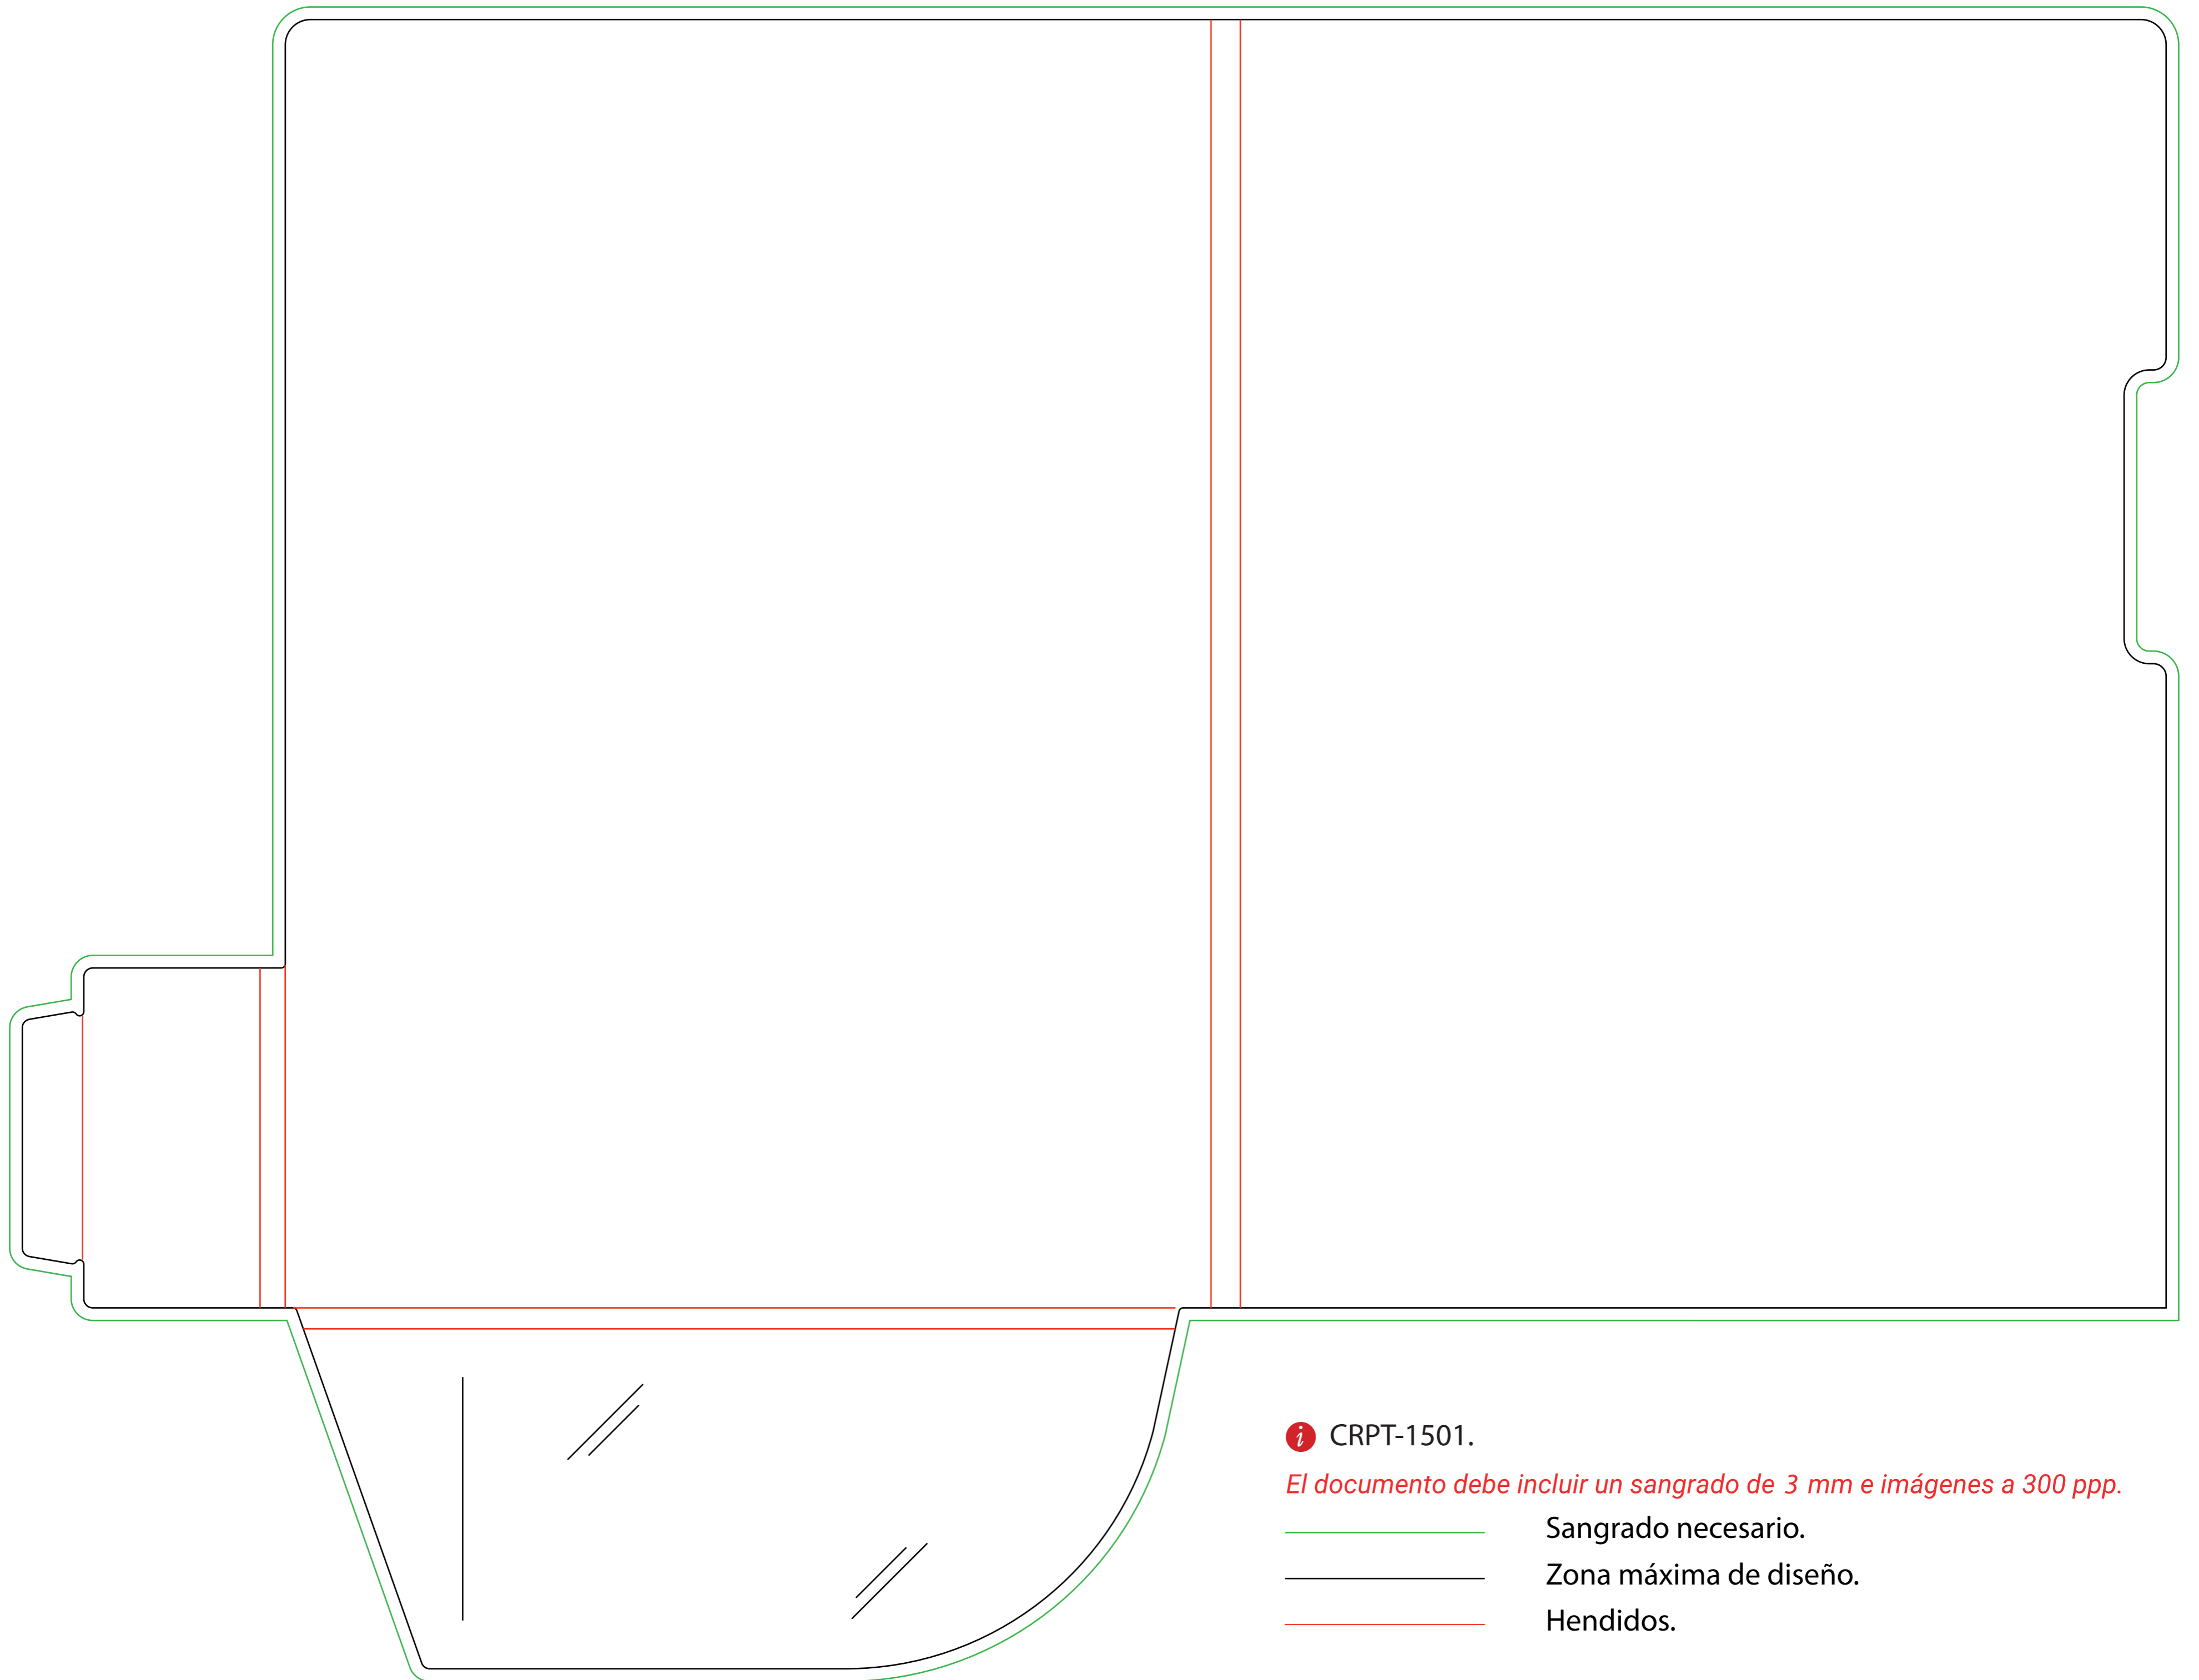 i CRPT-1501.
El documento debe incluir un sangrado de 3 mm e imágenes a 300 ppp.
Sangrado necesario.
Zona máxima de diseño.
Hendidos.